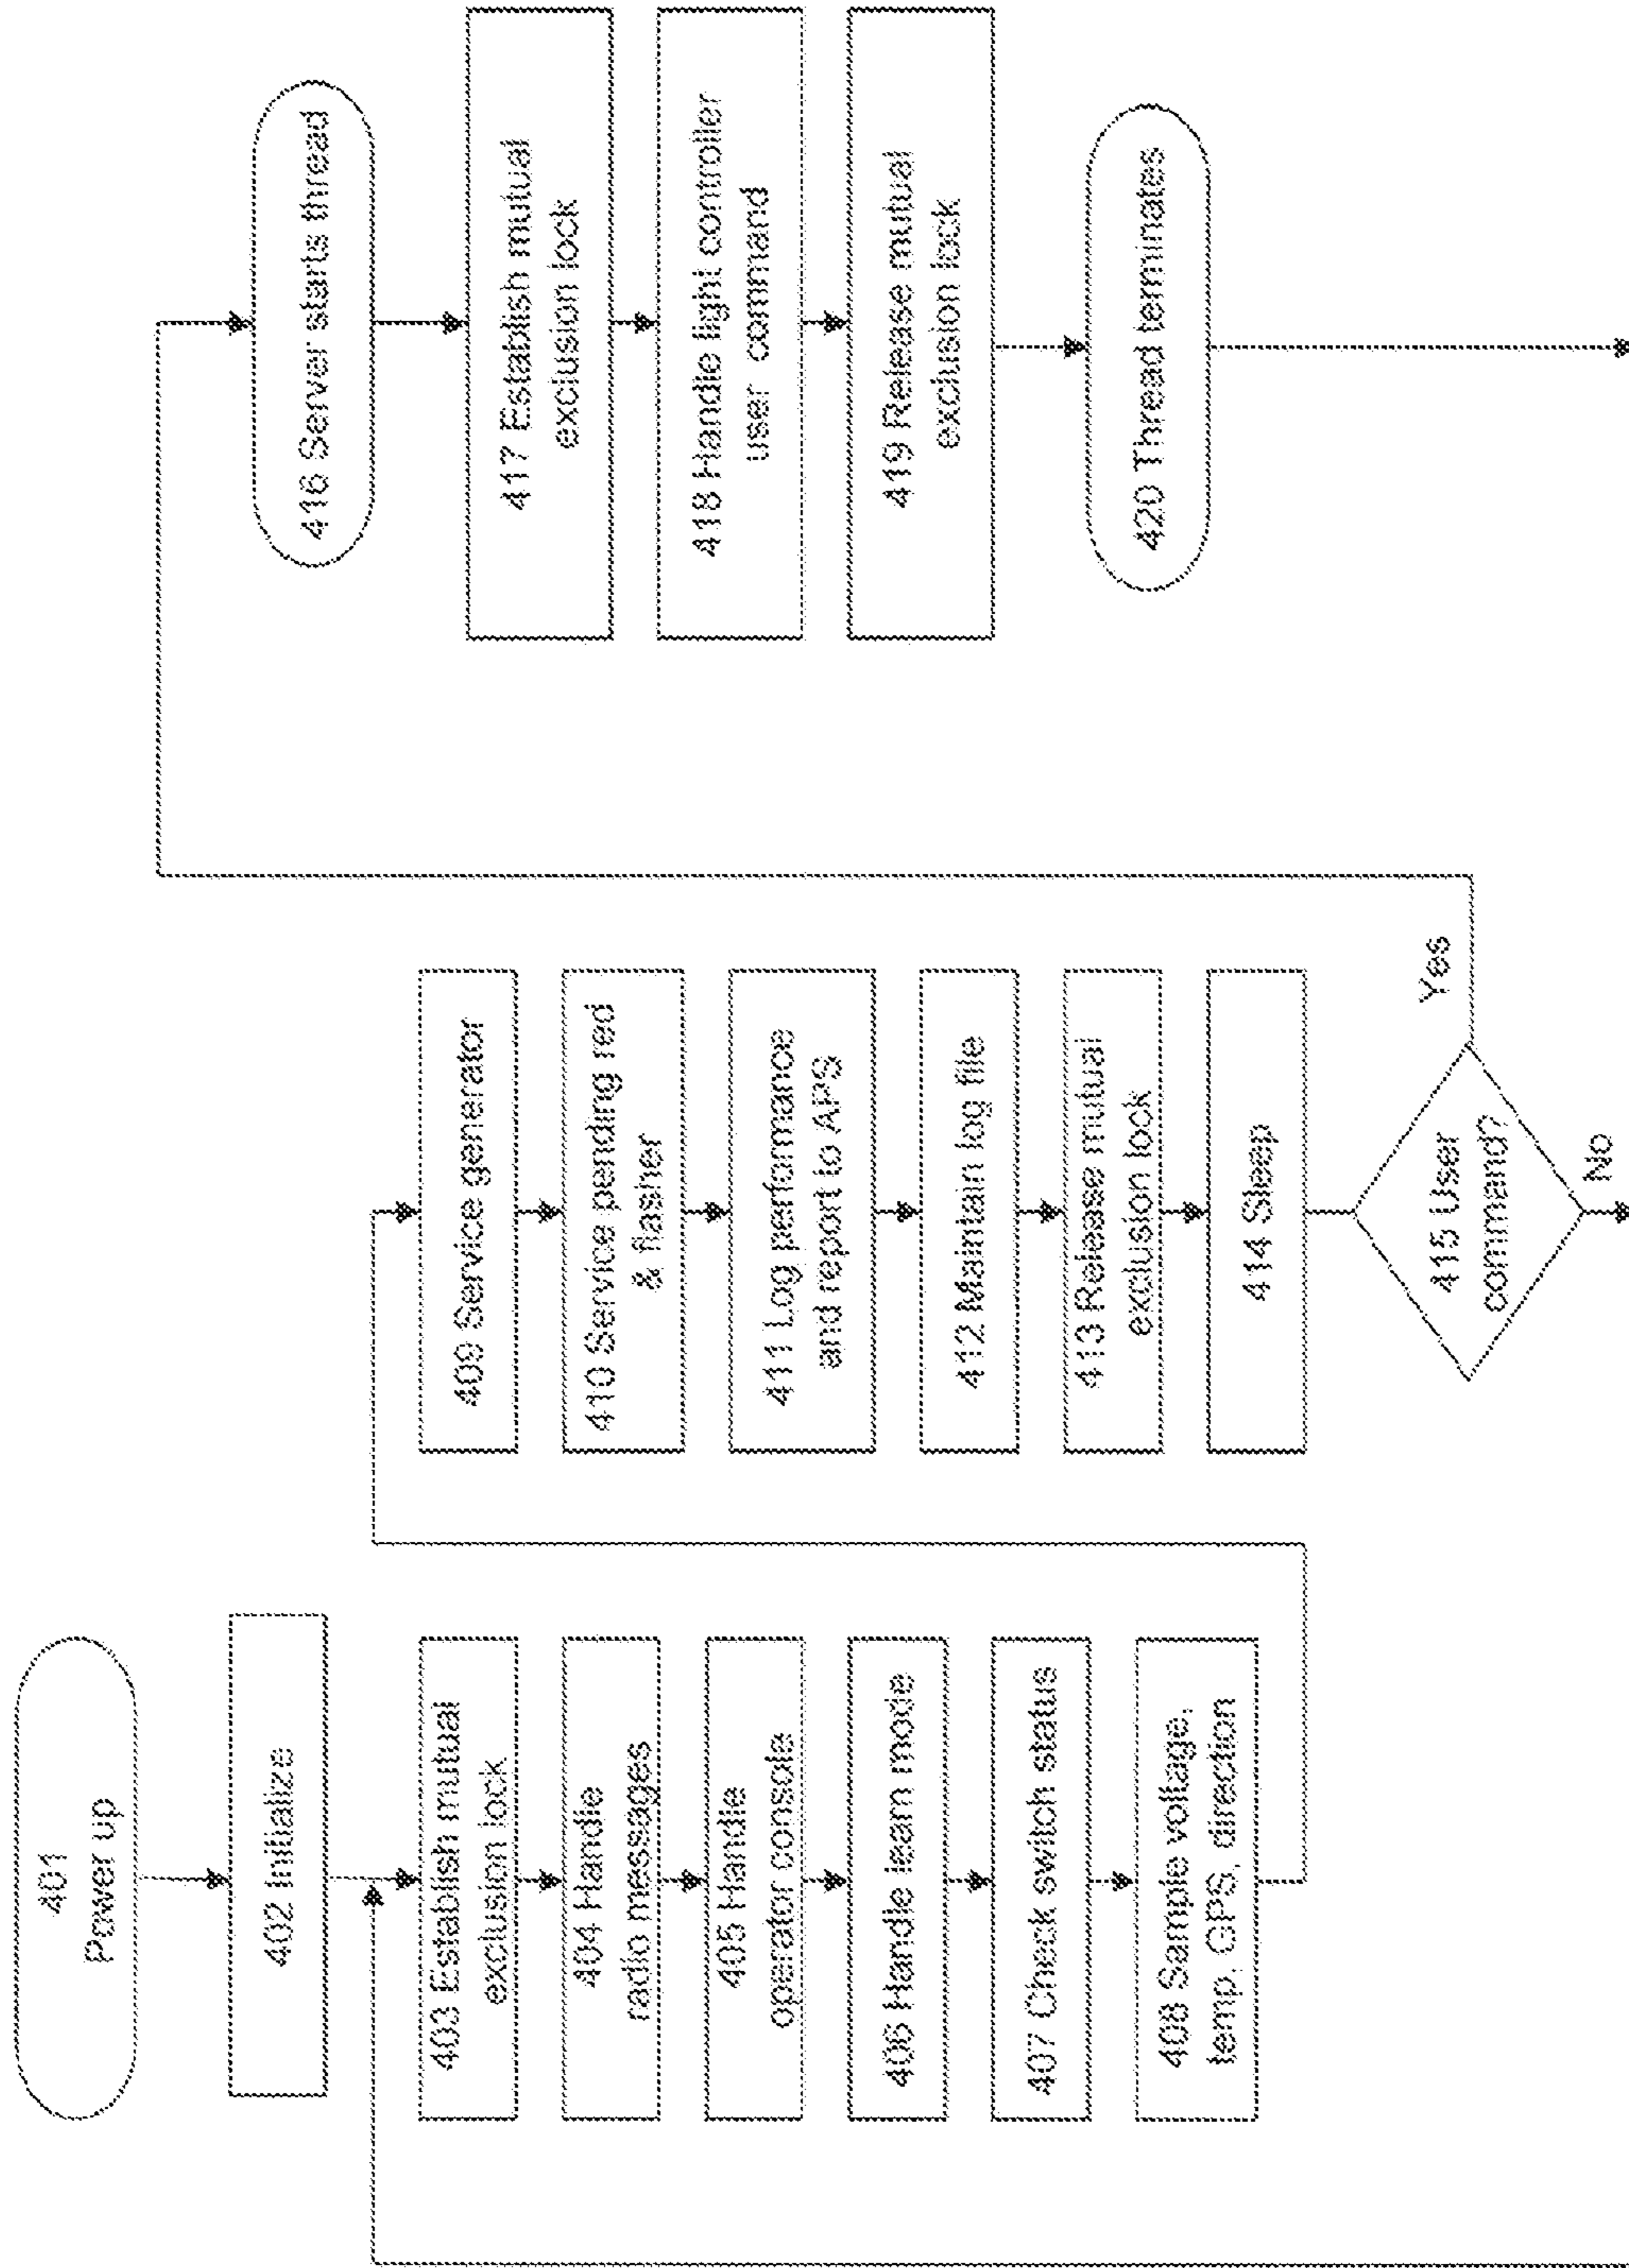 401
Power up
402 Initialize
403 Establish mutual
exclusion lock
404 Handle
radio messages
405 Handle
operator console
406 Handle learn mode
407 Check switch status
408 Sample voltage,
temp, GPS, direction
409 Service generator
410 Service pending red
& flasher
411 Log performance
and report to APS
412 Maintain log file
413 Release mutual
exclusion lock
414 Sleep
415 User
command?
Yes
No
416 Server starts thread
417 Establish mutual
exclusion lock
418 Handle light controller
user command
419 Release mutual
exclusion lock
420 Thread terminates